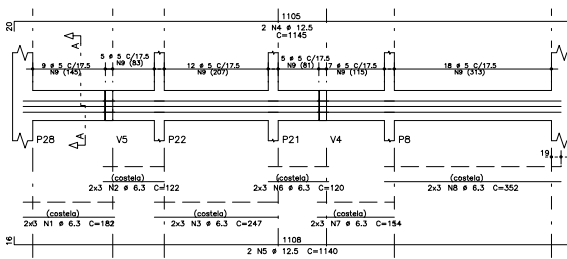 1105
20
2 N4 ø 12.5
C=1145
A
5 ø 5 C/17.5
N9 (83)
5 ø 5 C/17.5
N9 (81)
9 ø 5 C/17.5
N9 (145)
12 ø 5 C/17.5
N9 (207)
7 ø 5 C/17.5
N9 (115)
18 ø 5 C/17.5
N9 (313)
A
P28
V5
P22
P21
V4
P8
19
(costela)
2x3 N2 ø 6.3 C=122
(costela)
2x3 N6 ø 6.3 C=120
(costela)
2x3 N8 ø 6.3 C=352
(costela)
2x3 N1 ø 6.3 C=182
(costela)
2x3 N3 ø 6.3 C=247
(costela)
2x3 N7 ø 6.3 C=154
16
1108
2 N5 ø 12.5 C=1140